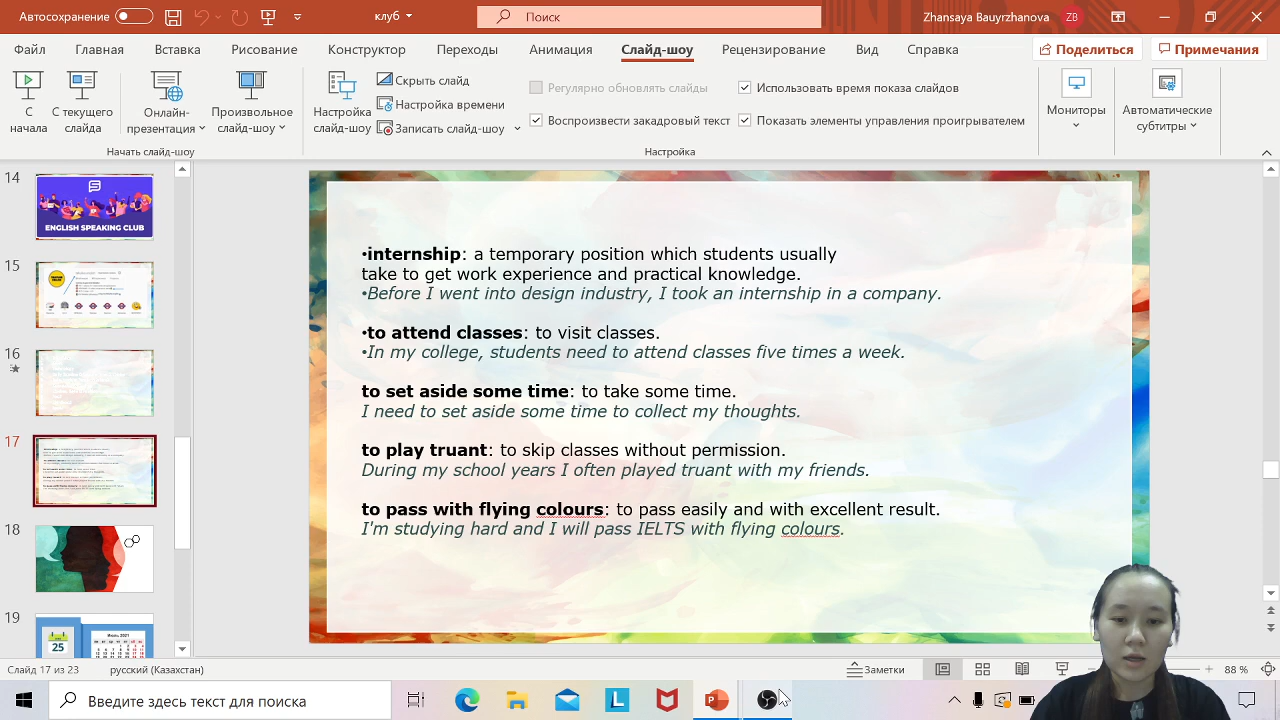 Автосохранение
клуб
Поиск
Zhansaya Bauyrzhanova
ZB
Файл Главная Вставка Рисование Конструктор Переходы Анимация Слайд-шоу Рецензирование Вид Справка
Поделиться
Примечания
С начала
С текущего слайда
Онлайн-презентация
Произвольное слайд-шоу
Начать слайд-шоу
Настройка слайд-шоу
Скрыть слайд
Настройка времени
Записать слайд-шоу
Регулярно обновлять слайды
Воспроизвести закадровый текст
Использовать время показа слайдов
Показать элементы управления проигрывателем
Настройка
Мониторы
Автоматические субтитры
14
ENGLISH SPEAKING CLUB
15
16
17
18
19
25
Июль 2021
•internship: a temporary position which students usually
take to get work experience and practical knowledge.
•Before I went into design industry, I took an internship in a company.
•to attend classes: to visit classes.
•In my college, students need to attend classes five times a week.
to set aside some time: to take some time.
I need to set aside some time to collect my thoughts.
to play truant: to skip classes without permission.
During my school years I often played truant with my friends.
to pass with flying colours: to pass easily and with excellent result.
I'm studying hard and I will pass IELTS with flying colours.
Слайд 17 из 23
русский (Казахстан)
Заметки
88 %
Введите здесь текст для поиска